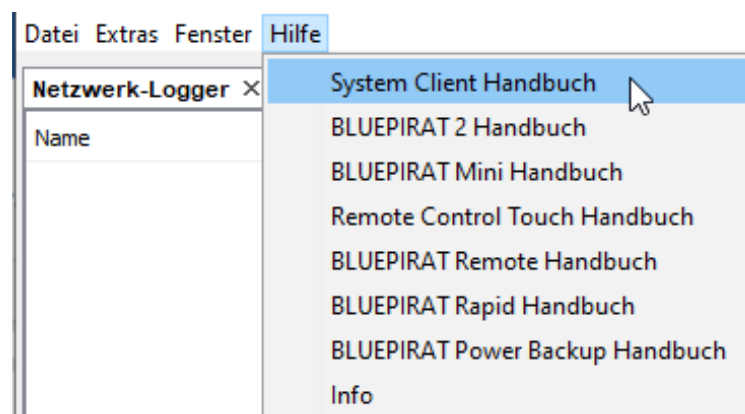 Datei Extras Fenster Hilfe
Netzwerk-Logger ×
Name
System Client Handbuch
BLUEPIRAT 2 Handbuch
BLUEPIRAT Mini Handbuch
Remote Control Touch Handbuch
BLUEPIRAT Remote Handbuch
BLUEPIRAT Rapid Handbuch
BLUEPIRAT Power Backup Handbuch
Info